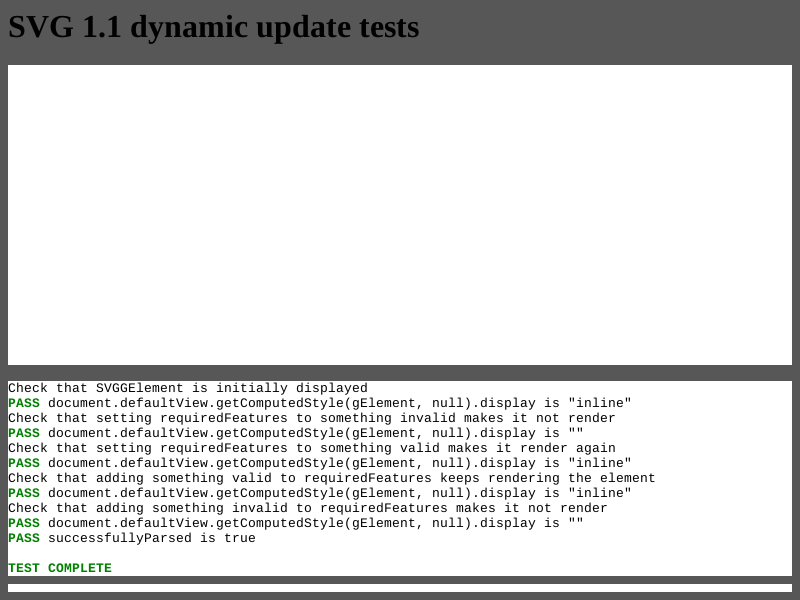 SVG 1.1 dynamic update tests
Check that SVGGElement is initially displayed
PASS document.defaultView.getComputedStyle(gElement, null).display is "inline"
Check that setting requiredFeatures to something invalid makes it not render
PASS document.defaultView.getComputedStyle(gElement, null).display is ""
Check that setting requiredFeatures to something valid makes it render again
PASS document.defaultView.getComputedStyle(gElement, null).display is "inline"
Check that adding something valid to requiredFeatures keeps rendering the element
PASS document.defaultView.getComputedStyle(gElement, null).display is "inline"
Check that adding something invalid to requiredFeatures makes it not render
PASS document.defaultView.getComputedStyle(gElement, null).display is ""
PASS successfullyParsed is true
TEST COMPLETE